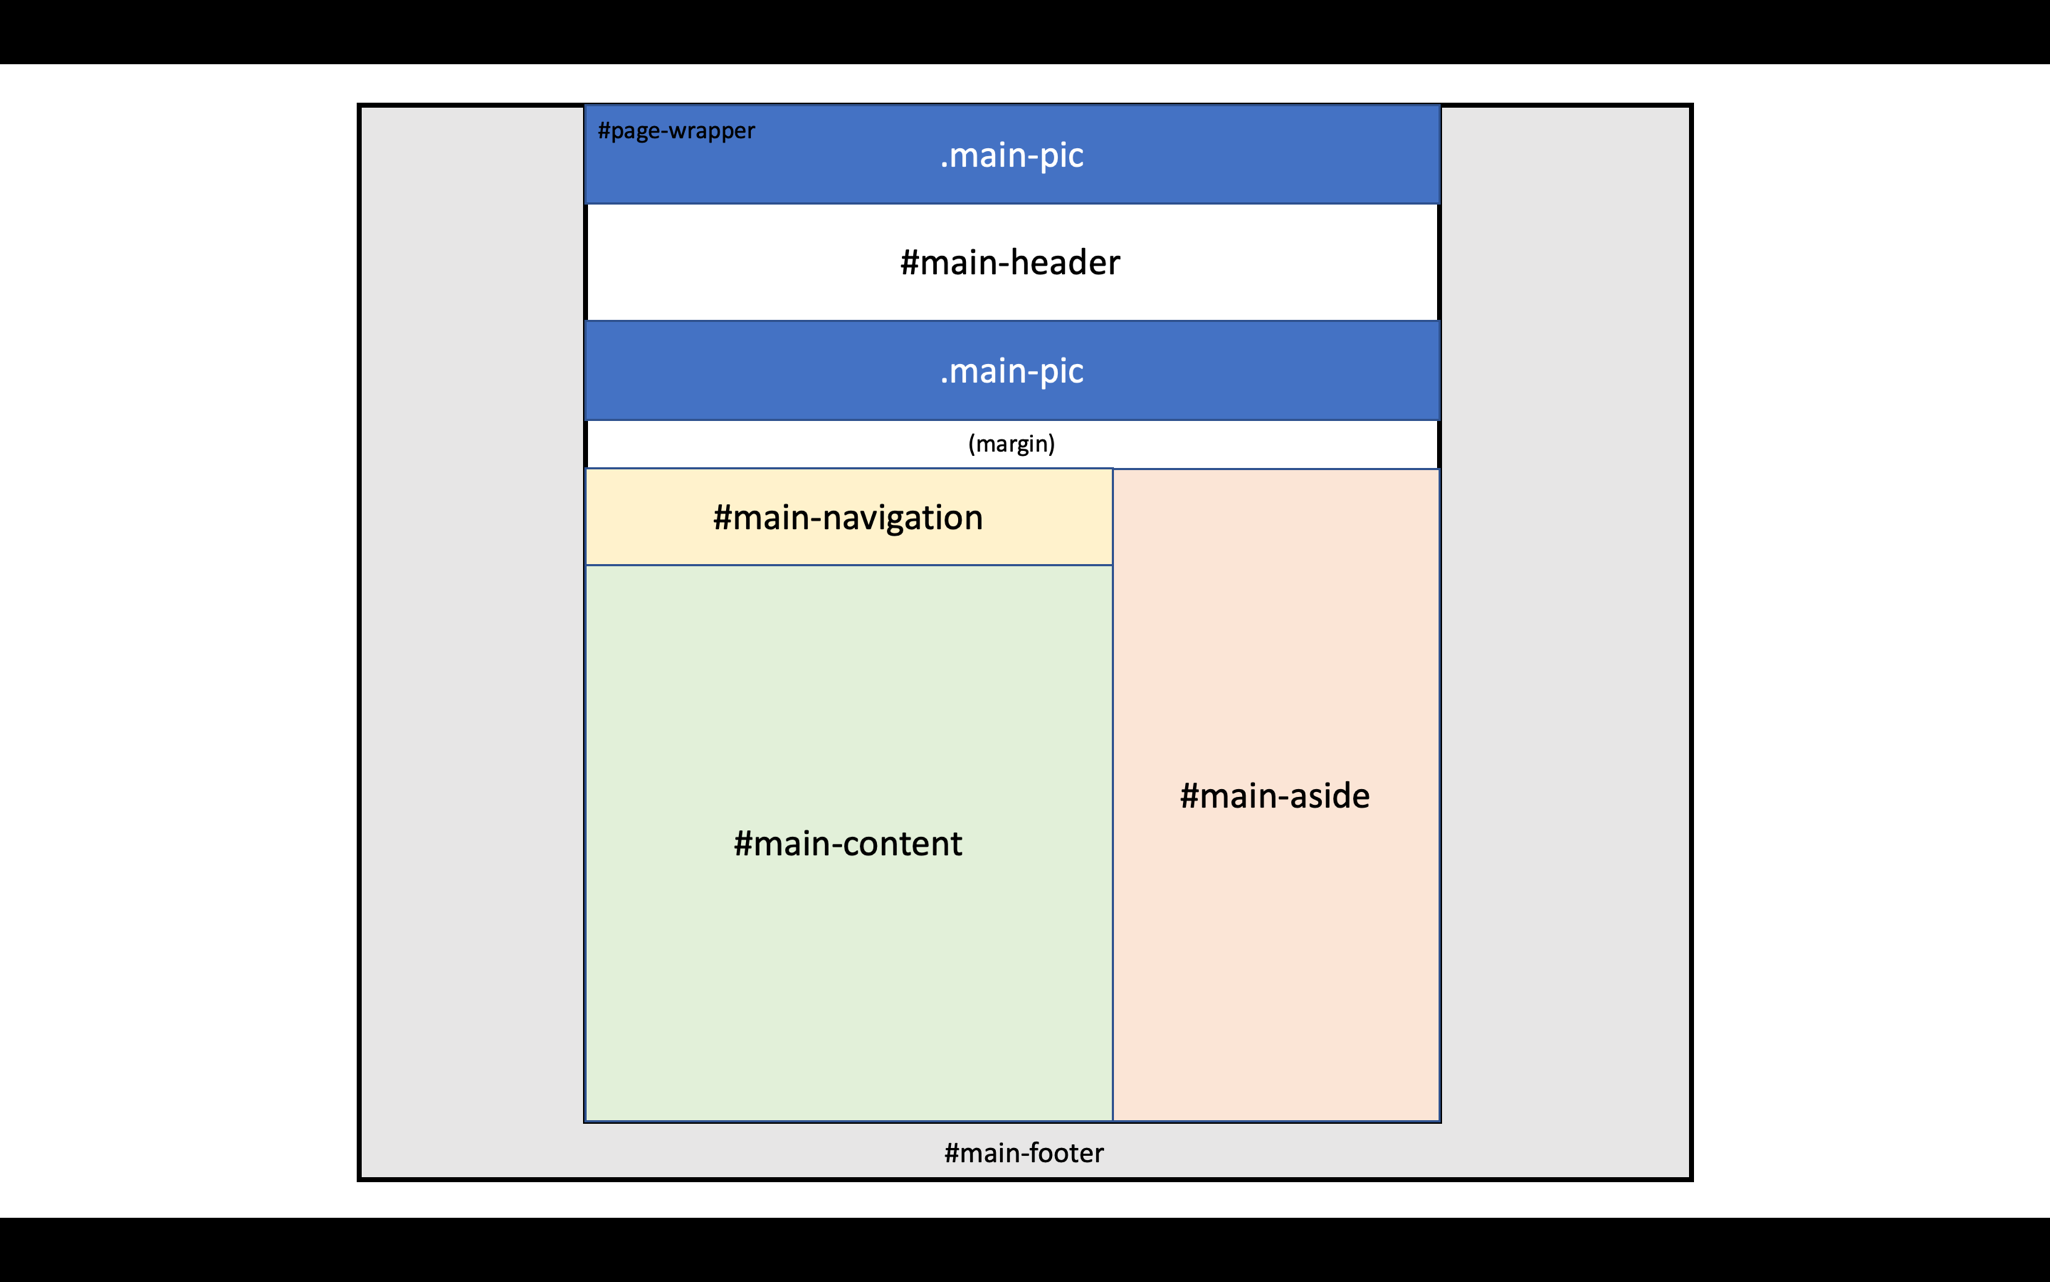 #page-wrapper
.main-pic
#main-header
.main-pic
(margin)
#main-navigation
#main-aside
#main-content
#main-footer